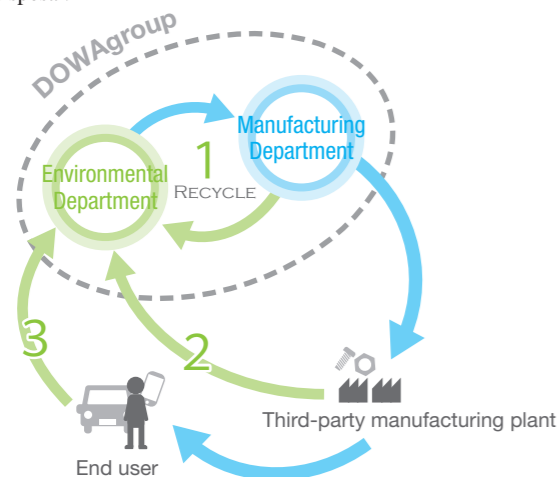 DOWAgroup
Manufacturing
Department
1
RECYCLE
Environmental
Department
3
2
Third-party manufacturing plant
End user